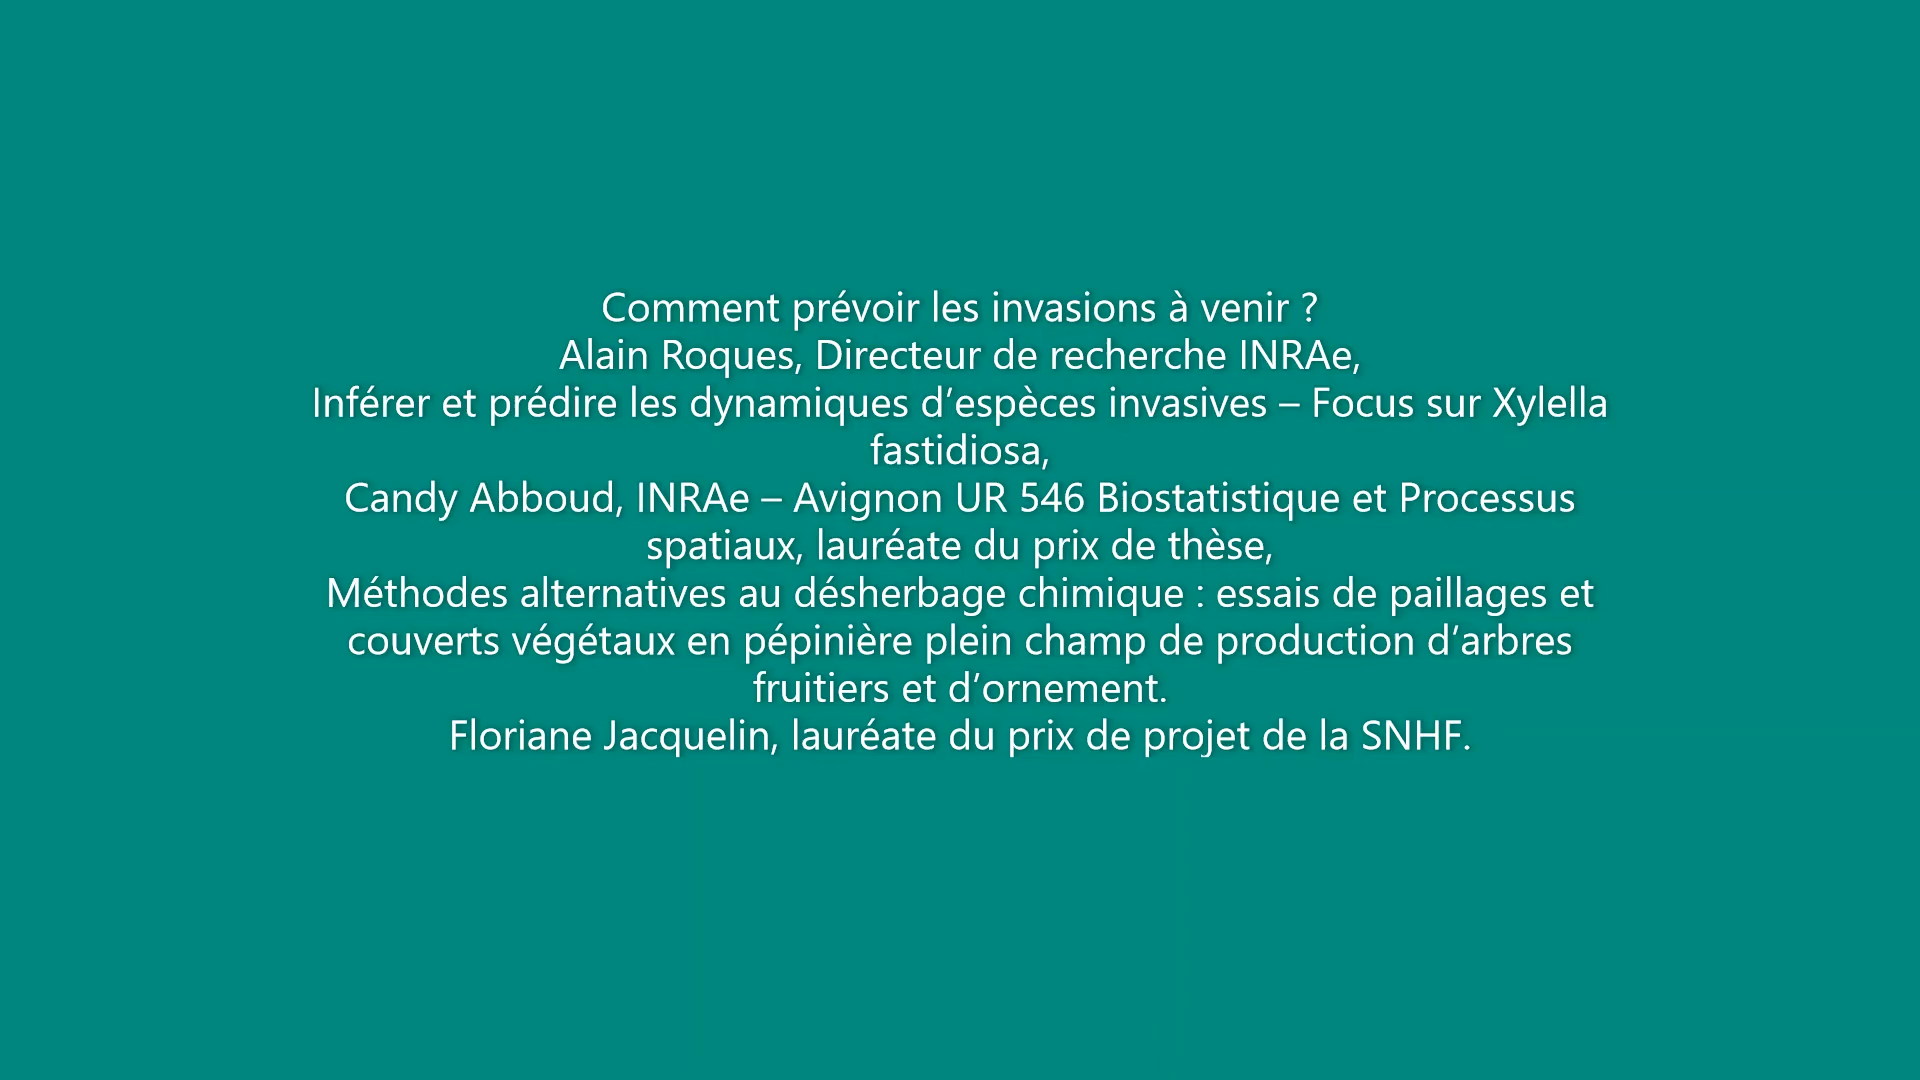 Comment prévoir les invasions à venir ?
Alain Roques, Directeur de recherche INRAe,
Inférer et prédire les dynamiques d’espèces invasives – Focus sur Xylella
fastidiosa,
Candy Abboud, INRAe – Avignon UR 546 Biostatistique et Processus
spatiaux, lauréate du prix de thèse,
Méthodes alternatives au désherbage chimique : essais de paillages et
couverts végétaux en pépinière plein champ de production d’arbres
fruitiers et d’ornement.
Floriane Jacquelin, lauréate du prix de projet de la SNHF.